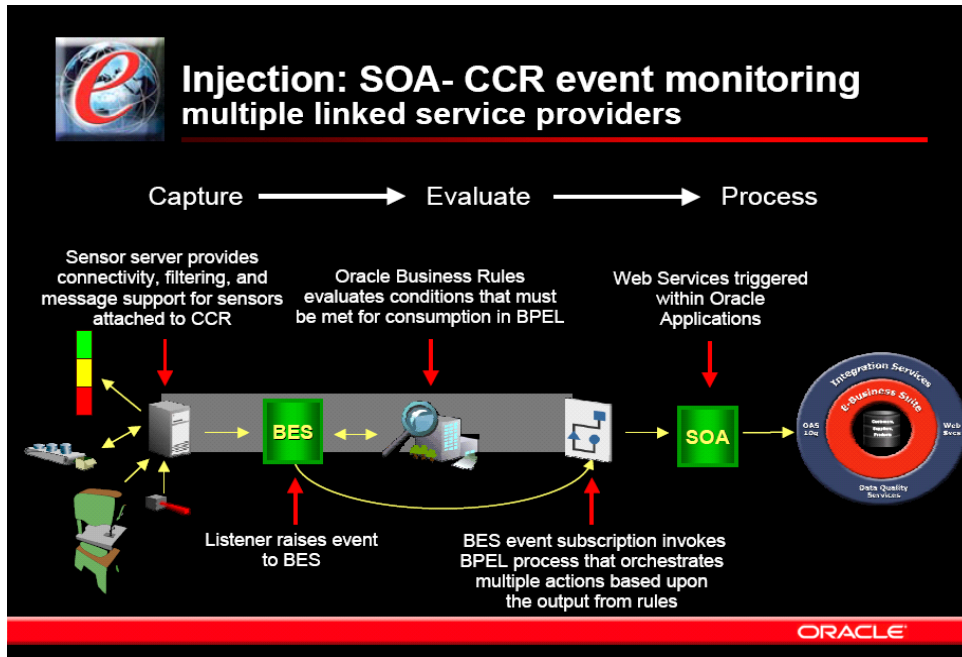 e
Injection: SOA- CCR event monitoring
multiple linked service providers
Capture
Evaluate
Process
Sensor server provides
connectivity, filtering, and
message support for sensors
attached to CCR
Oracle Business Rules
evaluates conditions that must
be met for consumption in BPEL
Web Services triggered
within Oracle
Applications
BES
SOA
Integration Services
e-Business Suite
OAS
10g
Customers,
Suppliers,
Products
Web
Svcs
Data Quality
Services
Listener raises event
to BES
BES event subscription invokes
BPEL process that orchestrates
multiple actions based upon
the output from rules
ORACLE